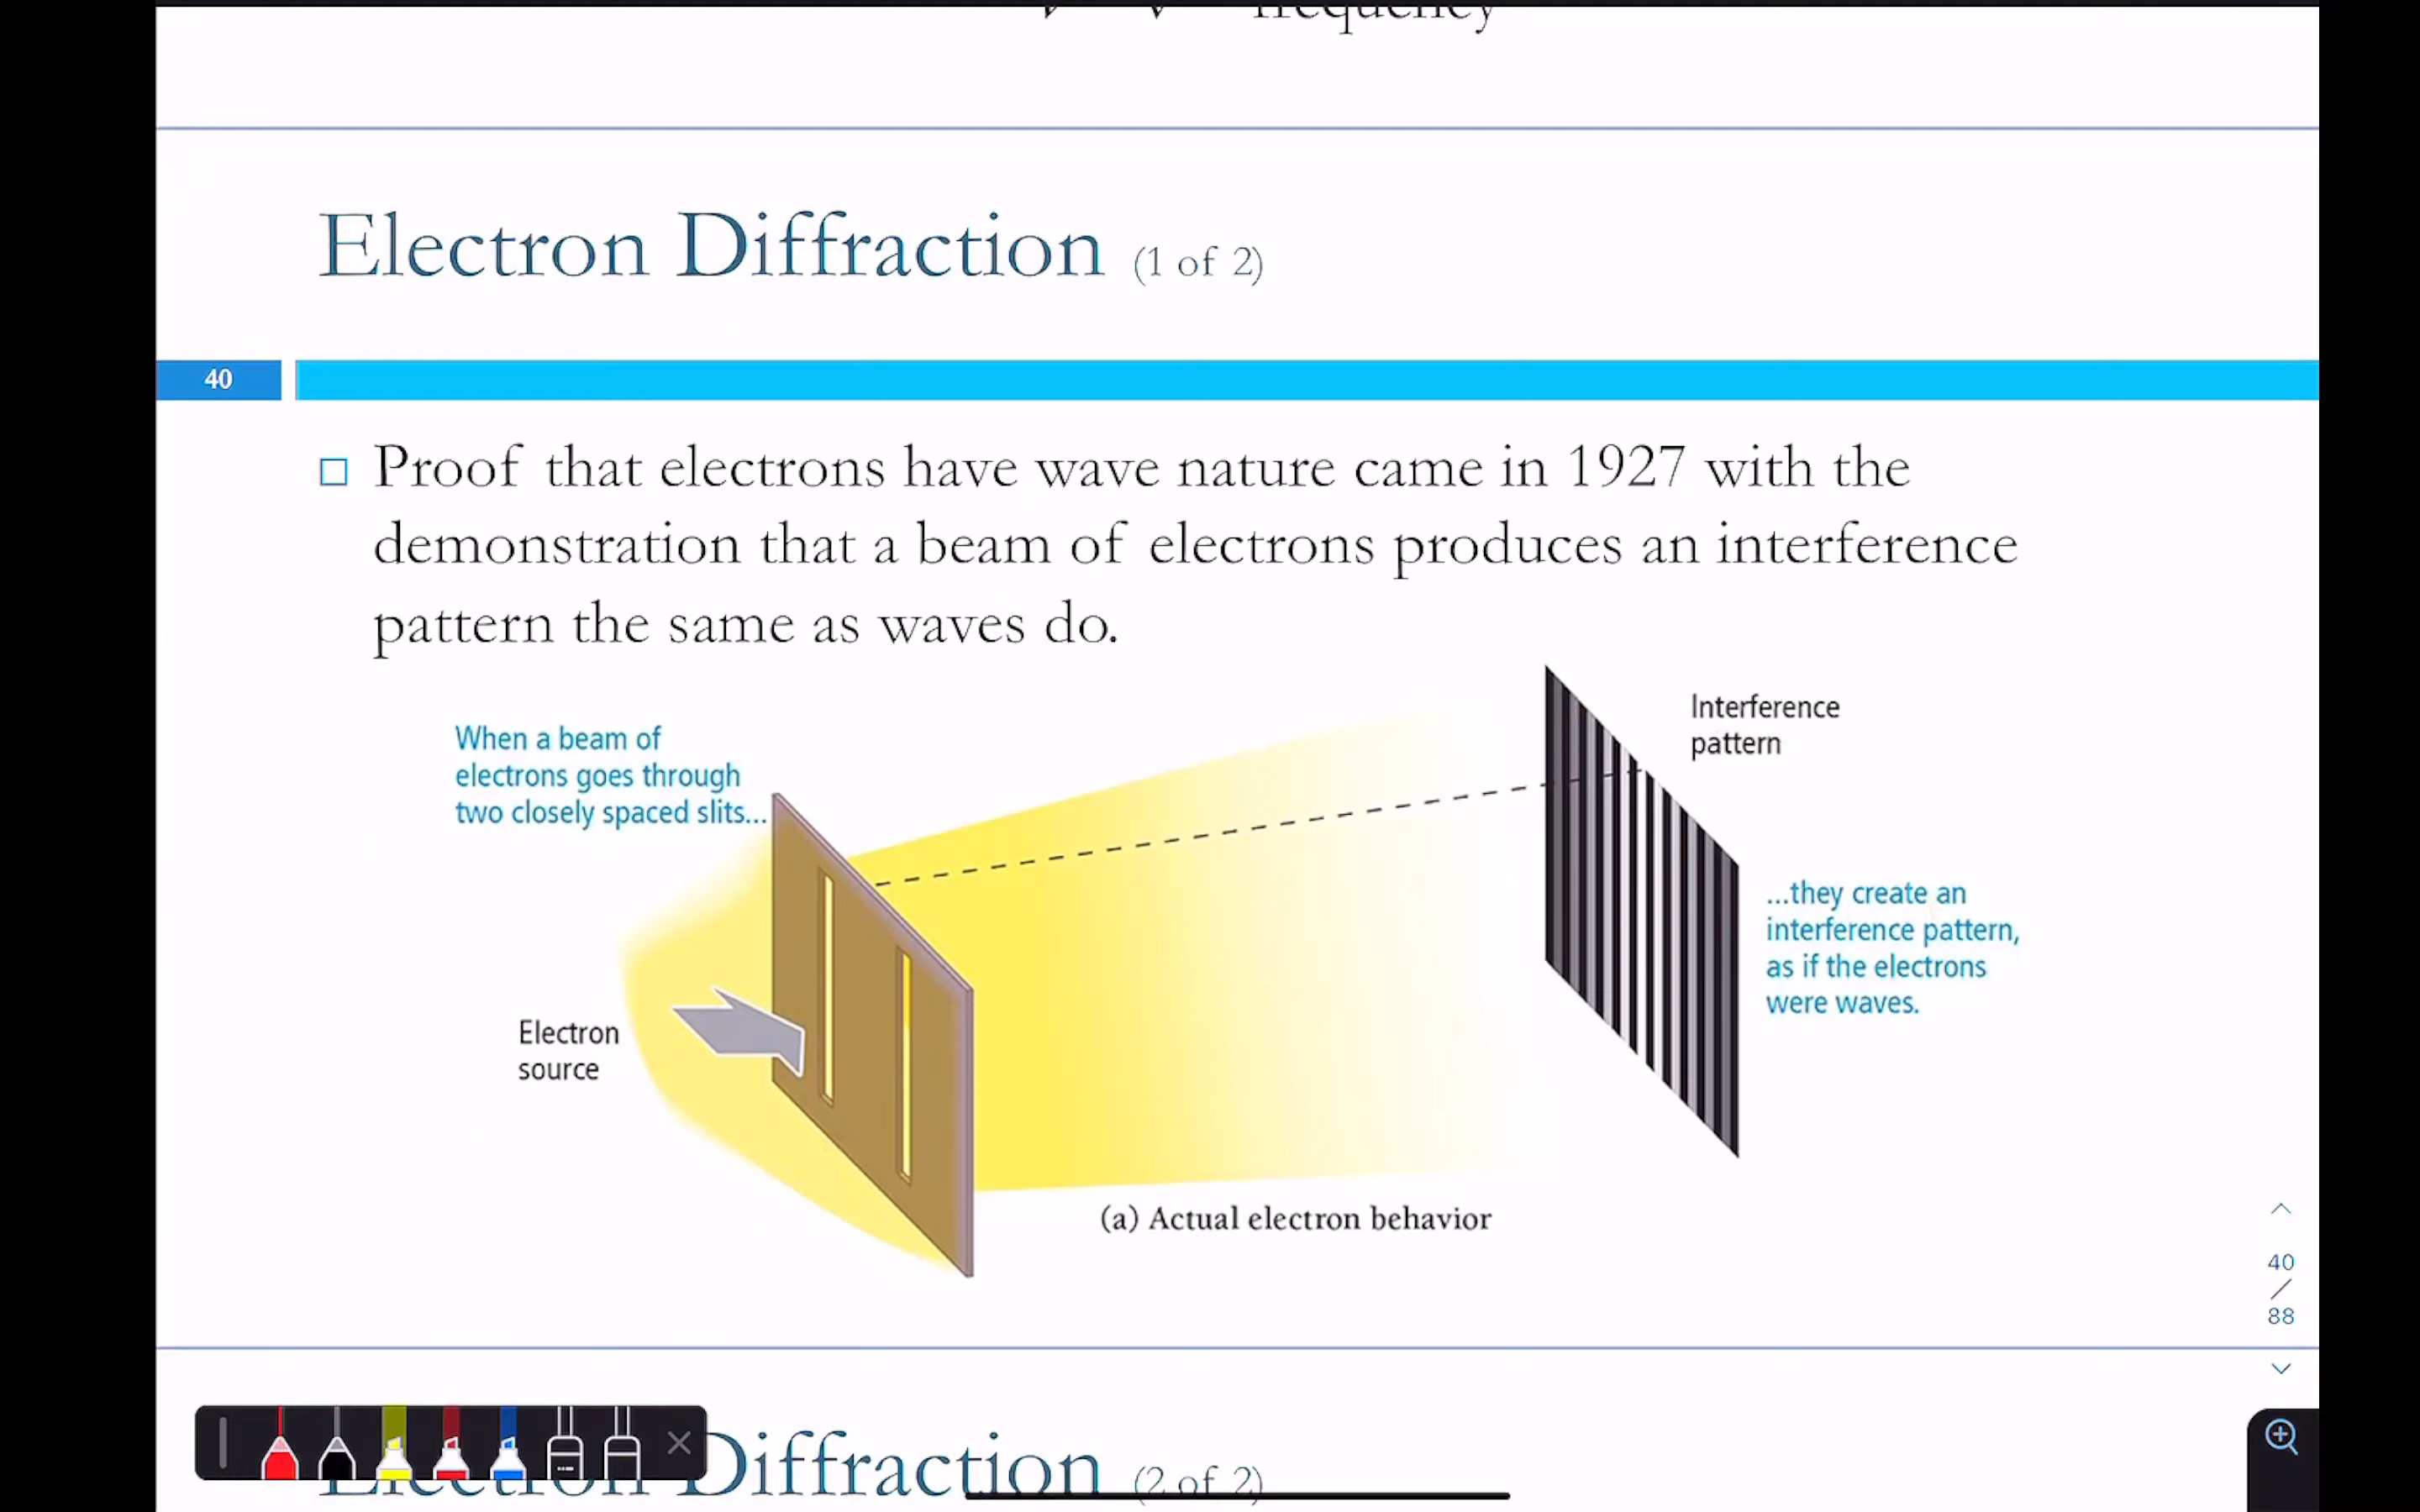 frequency
Electron Diffraction (1 of 2)
40
Proof that electrons have wave nature came in 1927 with the
demonstration that a beam of electrons produces an interference
pattern the same as waves do.
When a beam of
electrons goes through
two closely spaced slits...
Interference
pattern
...they create an
interference pattern,
as if the electrons
were waves.
Electron
source
(a) Actual electron behavior
40
/
88
Electron Diffraction (2 of 2)